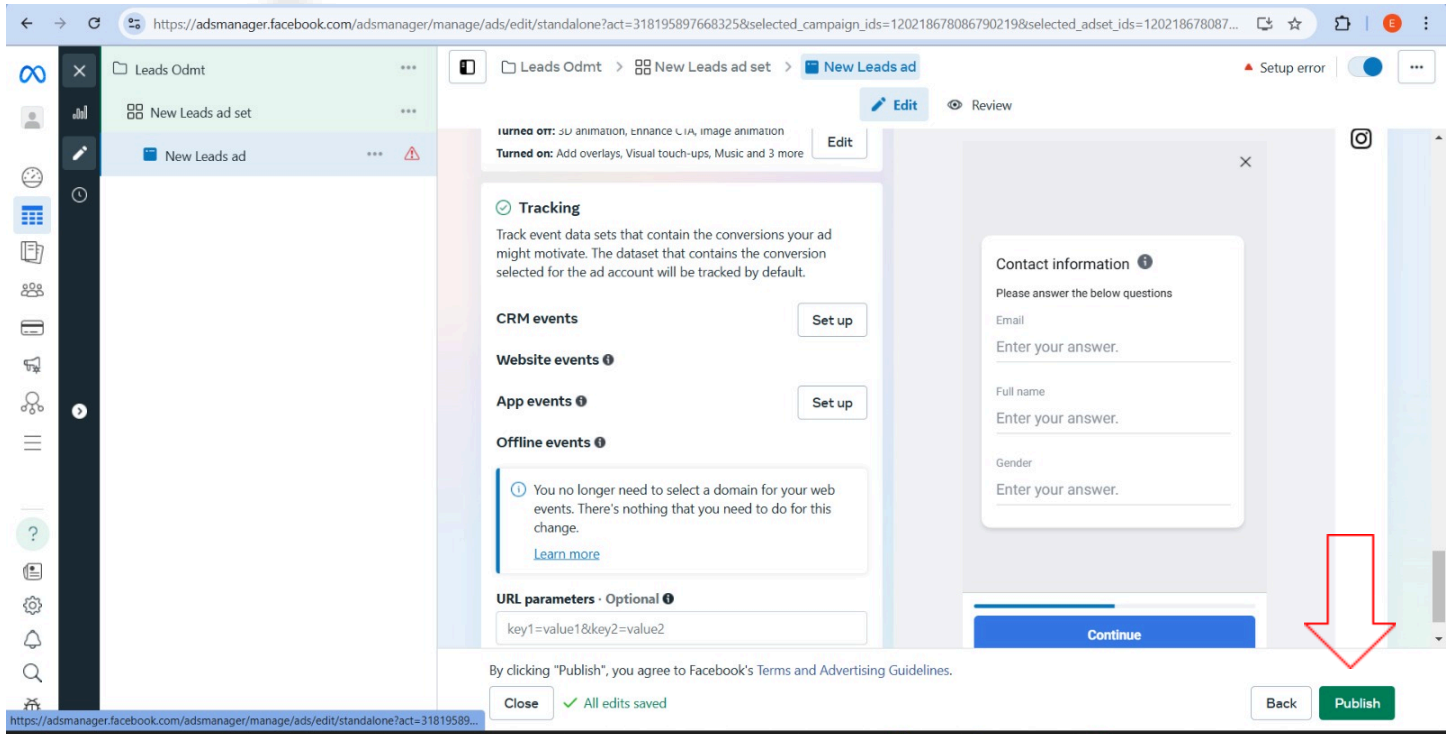 https://adsmanager.facebook.com/adsmanager/manage/ads/edit/standalone?act=318195897668325&selected_campaign_ids=120218678086790219&selected_adset_ids=120218678087...
E
Leads Odmt
New Leads ad set
New Leads ad
Leads Odmt > New Leads ad set > New Leads ad
Setup error
Edit
Review
Turned off: 3D animation, Enhance CTA, Image animation
Turned on: Add overlays, Visual touch-ups, Music and 3 more
Edit
Tracking
Track event data sets that contain the conversions your ad
might motivate. The dataset that contains the conversion
selected for the ad account will be tracked by default.
CRM events
Set up
Website events
App events
Set up
Offline events
You no longer need to select a domain for your web
events. There's nothing that you need to do for this
change.
Learn more
URL parameters · Optional
key1=value1&key2=value2
Contact information
Please answer the below questions
Email
Enter your answer.
Full name
Enter your answer.
Gender
Enter your answer.
Continue
By clicking "Publish", you agree to Facebook's Terms and Advertising Guidelines.
Close
All edits saved
Back
Publish
https://adsmanager.facebook.com/adsmanager/manage/ads/edit/standalone?act=31819589...